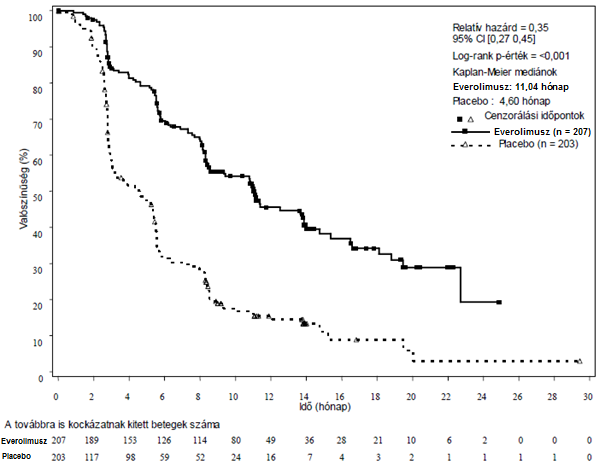 Relatív hazárd = 0,35
95% CI [0,27 0,45]
Log-rank p-érték = <0,001
Kaplan-Meier mediánok
Everolimusz: 11,04 hónap
Placebo : 4,60 hónap
Cenzorálási időpontok
Everolimusz (n = 207)
Placebo (n = 203)
Valószínűség (%)
100
90
80
70
60
50
40
30
20
10
0
0 2 4 6 8 10 12 14 16 18 20 22 24 26 28 30
Idő (hónap)
A továbbra is kockázatnak kitett betegek száma
Everolimusz 207 189 153 126 114 80 49 36 28 21 10 6 2 0 0 0
Placebo 203 117 98 59 52 24 16 7 4 3 2 1 1 1 1 0